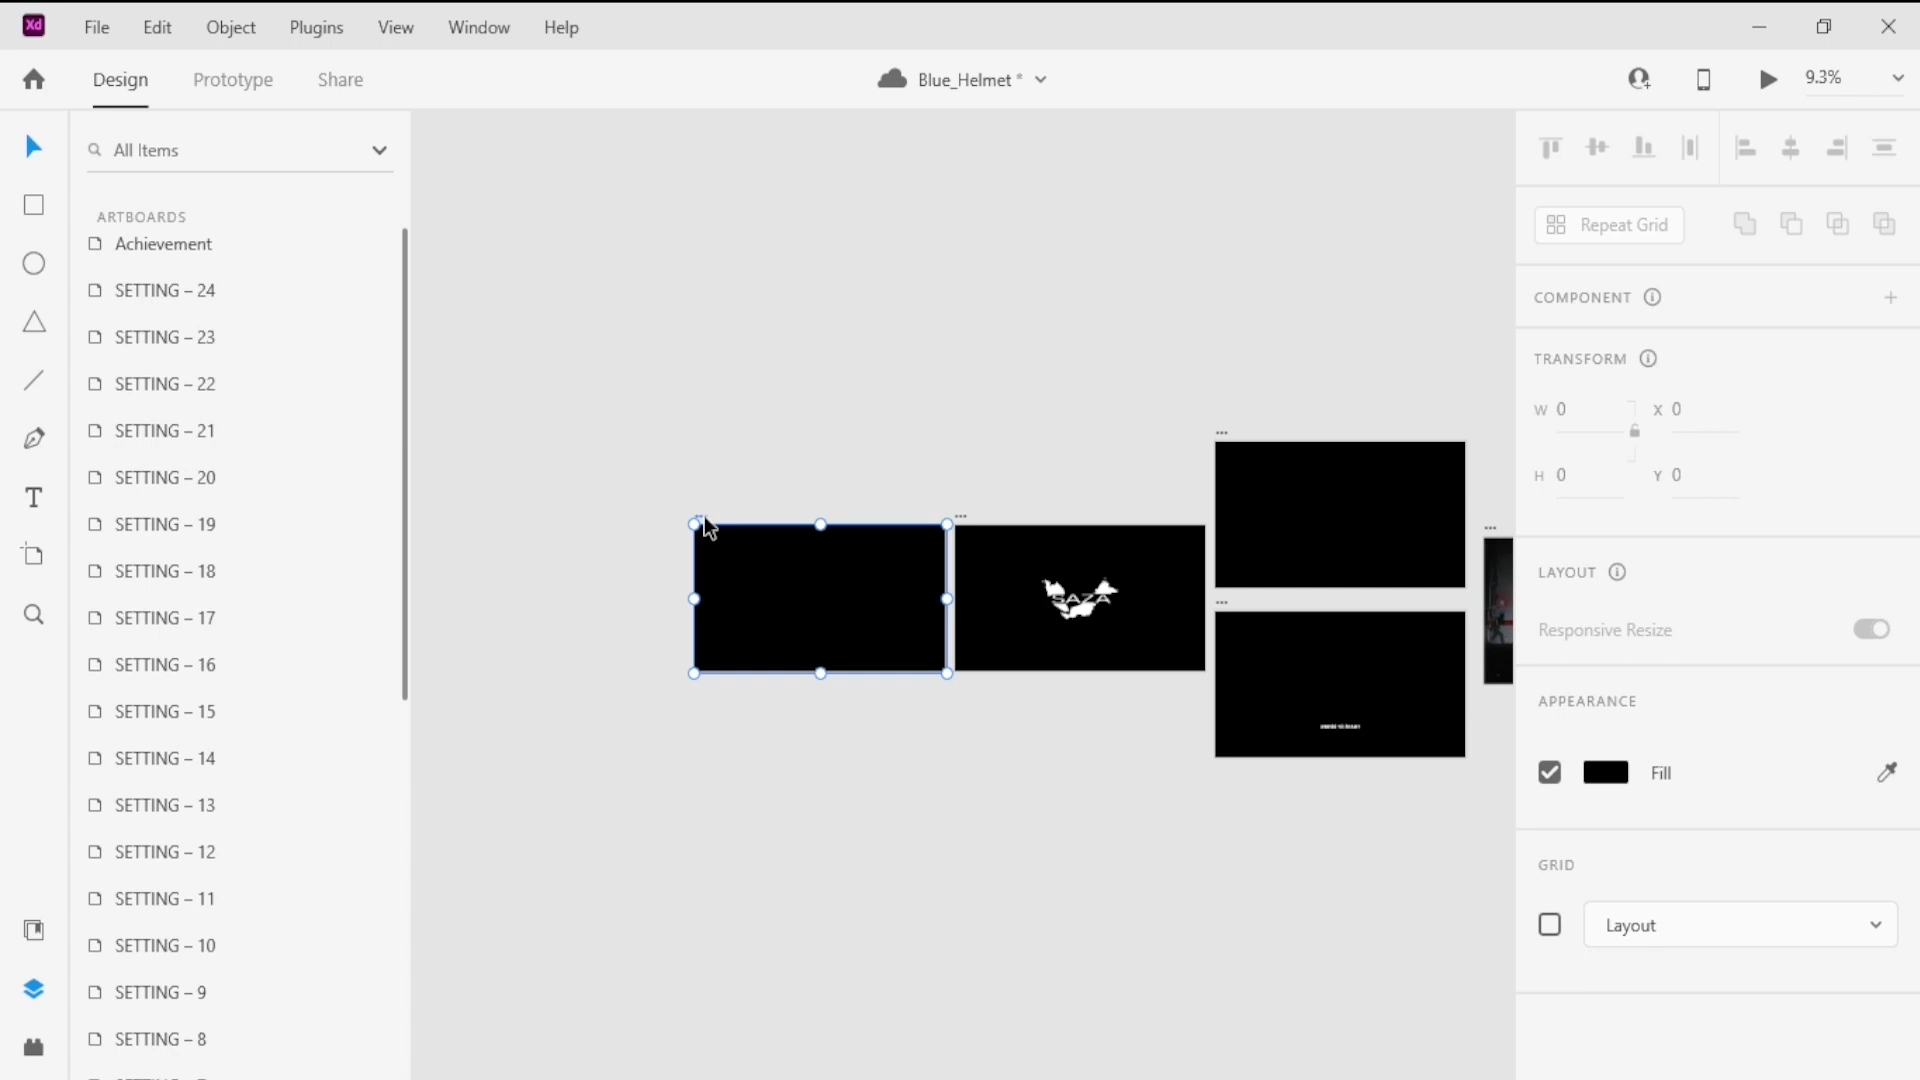 Xd File Edit Object Plugins View Window Help
Design Prototype Share Blue_Helmet * 9.3%
All Items
ARTBOARDS
Achievement
SETTING – 24
SETTING – 23
SETTING – 22
SETTING – 21
SETTING – 20
SETTING – 19
SETTING – 18
SETTING – 17
SETTING – 16
SETTING – 15
SETTING – 14
SETTING – 13
SETTING – 12
SETTING – 11
SETTING – 10
SETTING – 9
SETTING – 8
...
...
...
...
SAZA
Repeat Grid
COMPONENT
TRANSFORM
W 0 X 0
H 0 Y 0
LAYOUT
Responsive Resize
APPEARANCE
Fill
GRID
Layout